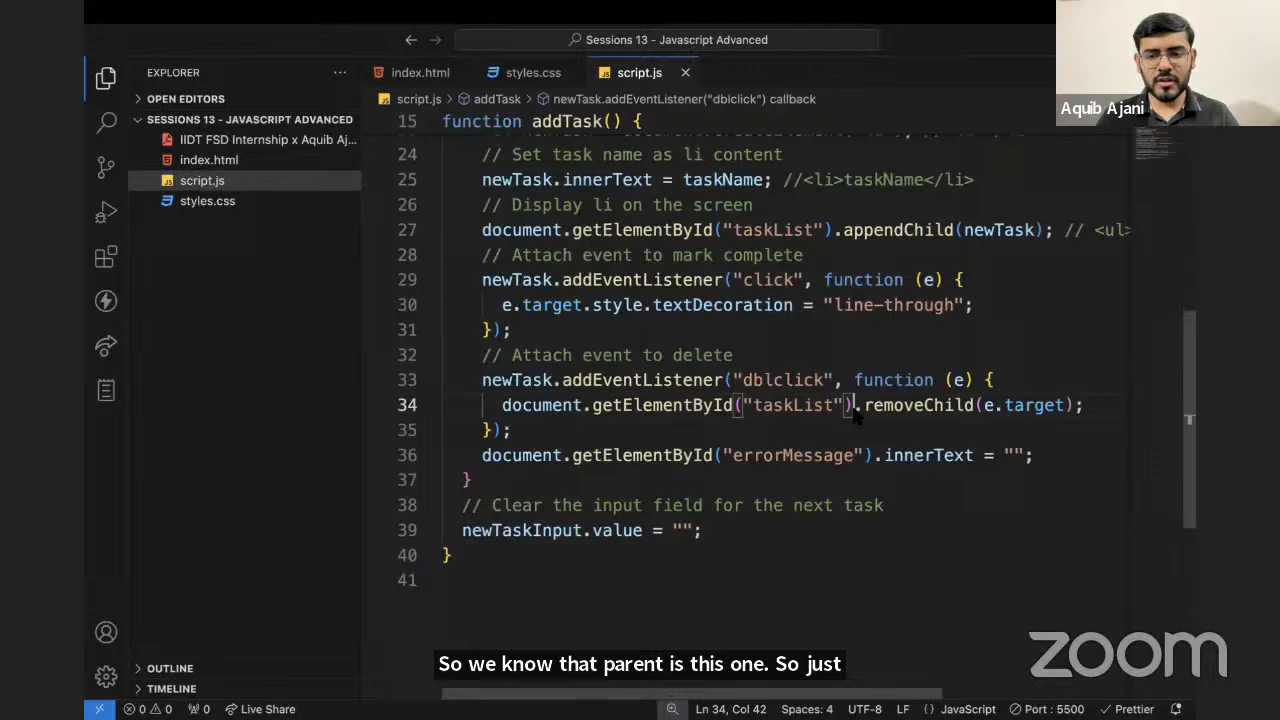 Sessions 13 - Javascript Advanced
Aquib Ajani
EXPLORER
index.html
styles.css
script.js
OPEN EDITORS
SESSIONS 13 - JAVASCRIPT ADVANCED
IIDT FSD Internship x Aquib Aj...
index.html
script.js
styles.css
script.js > addTask > newTask.addEventListener("dblclick") callback
15 function addTask() {
24 // Set task name as li content
25 newTask.innerText = taskName; //<li>taskName</li>
26 // Display li on the screen
27 document.getElementById("taskList").appendChild(newTask); // <ul>
28 // Attach event to mark complete
29 newTask.addEventListener("click", function (e) {
30 e.target.style.textDecoration = "line-through";
31 });
32 // Attach event to delete
33 newTask.addEventListener("dblclick", function (e) {
34 document.getElementById("taskList").removeChild(e.target);
35 });
36 document.getElementById("errorMessage").innerText = "";
37 }
38 // Clear the input field for the next task
39 newTaskInput.value = "";
40 }
41
OUTLINE
TIMELINE
So we know that parent is this one. So just
zoom
0 0 0 Live Share Ln 34, Col 42 Spaces: 4 UTF-8 LF {} JavaScript Port : 5500 Prettier